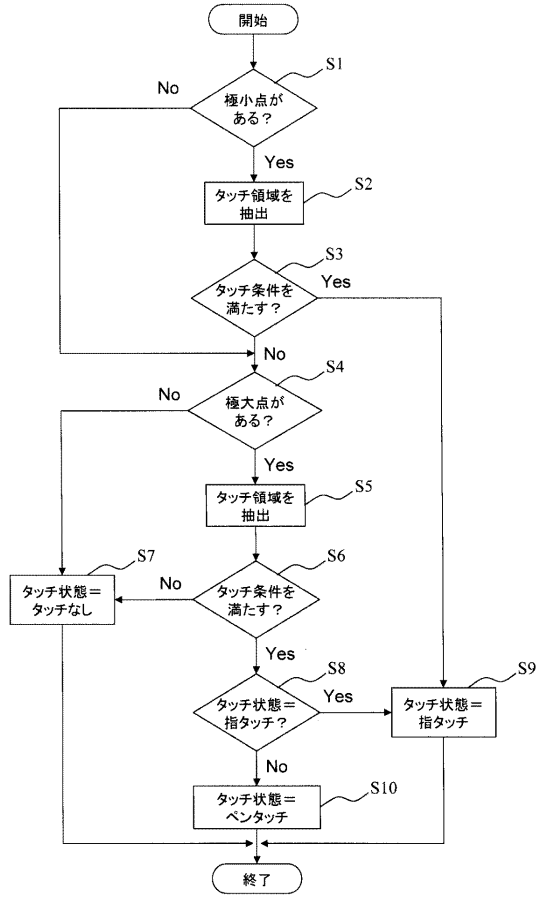 開始
S1
No
極小点が
ある?
Yes
S2
タッチ領域を
抽出
S3
Yes
タッチ条件を
満たす?
No
S4
No
極大点が
ある?
Yes
S5
タッチ領域を
抽出
S7
S6
タッチ状態=
タッチなし
No
タッチ条件を
満たす?
Yes
S8
S9
タッチ状態=
指タッチ?
Yes
タッチ状態=
指タッチ
No
S10
タッチ状態=
ペンタッチ
終了